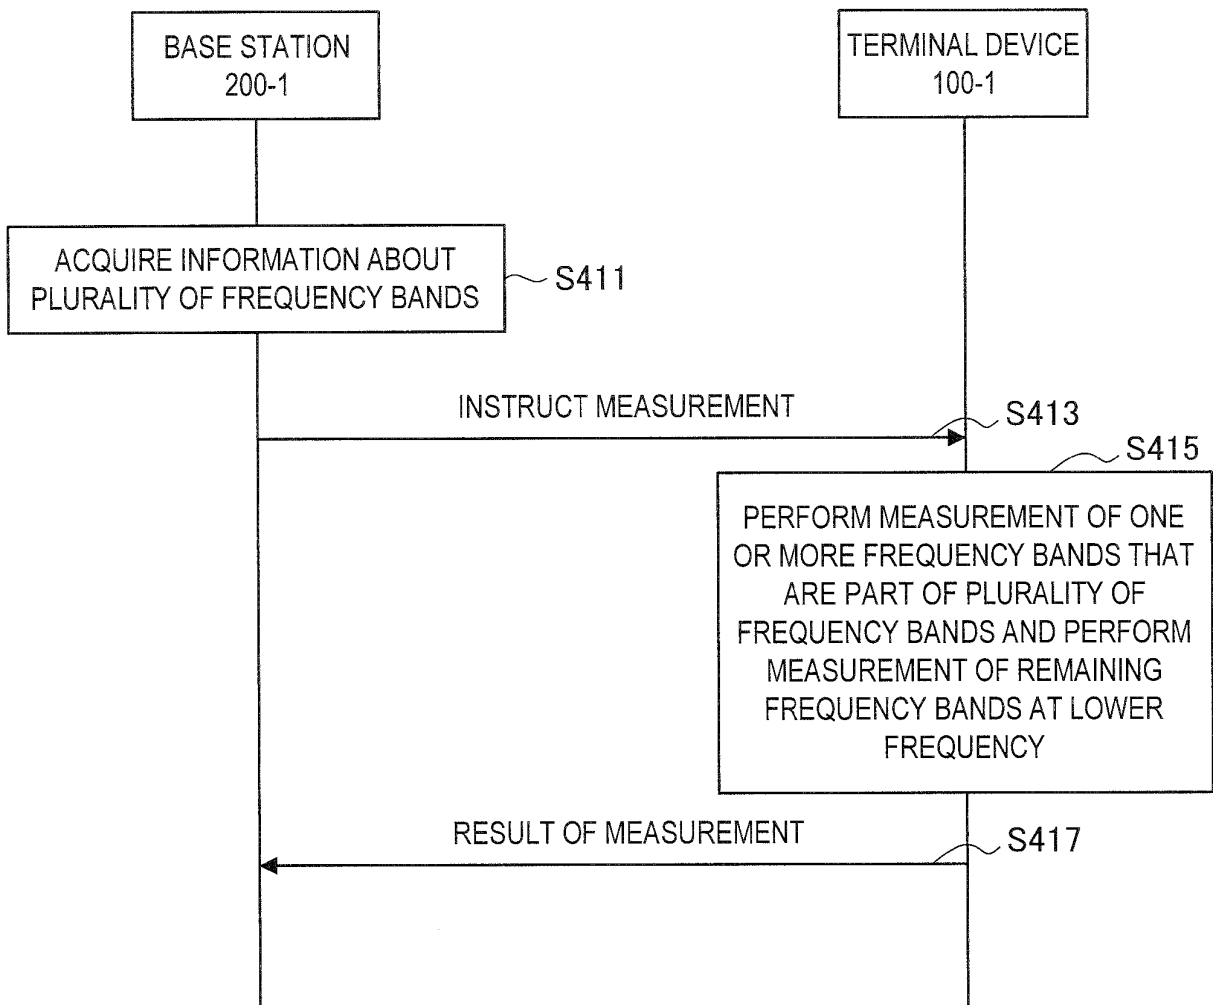 BASE STATION
200-1
TERMINAL DEVICE
100-1
ACQUIRE INFORMATION ABOUT
PLURALITY OF FREQUENCY BANDS
S411
INSTRUCT MEASUREMENT
S413
S415
PERFORM MEASUREMENT OF ONE
OR MORE FREQUENCY BANDS THAT
ARE PART OF PLURALITY OF
FREQUENCY BANDS AND PERFORM
MEASUREMENT OF REMAINING
FREQUENCY BANDS AT LOWER
FREQUENCY
RESULT OF MEASUREMENT
S417